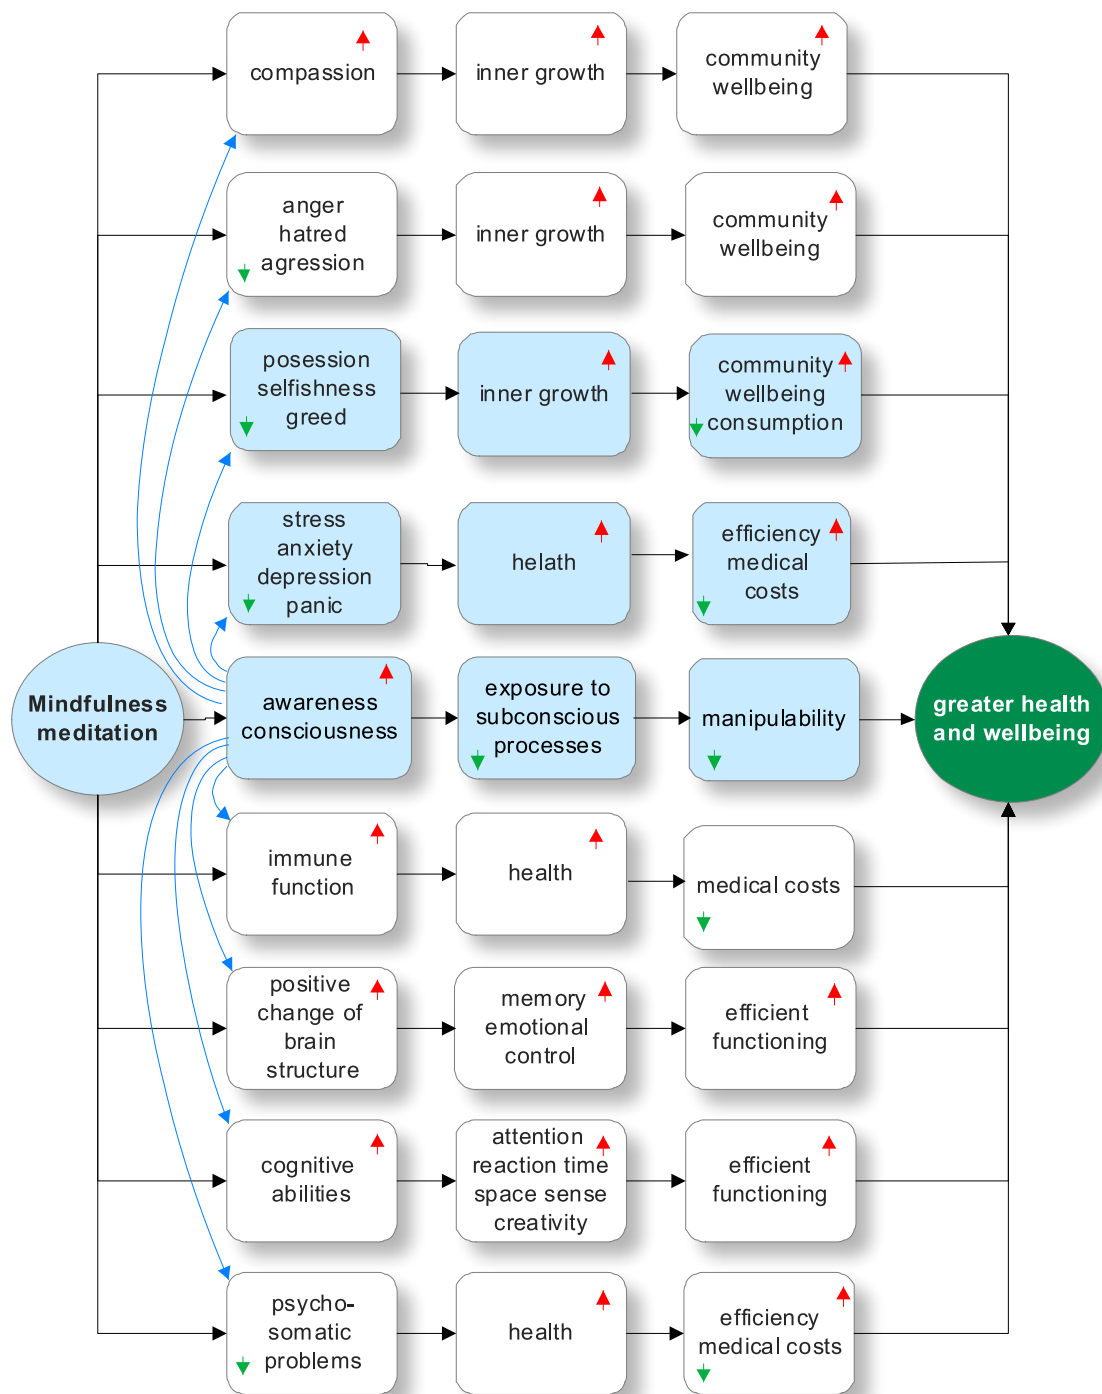 compassion
inner growth
community
wellbeing
anger
hatred
agression
inner growth
community
wellbeing
posession
selfishness
greed
inner growth
community
wellbeing
consumption
stress
anxiety
depression
panic
helath
efficiency
medical
costs
Mindfulness
meditation
awareness
consciousness
exposure to
subconscious
processes
manipulability
greater health
and wellbeing
immune
function
health
medical costs
positive
change of
brain
structure
memory
emotional
control
efficient
functioning
cognitive
abilities
attention
reaction time
space sense
creativity
efficient
functioning
psycho-
somatic
problems
health
efficiency
medical costs